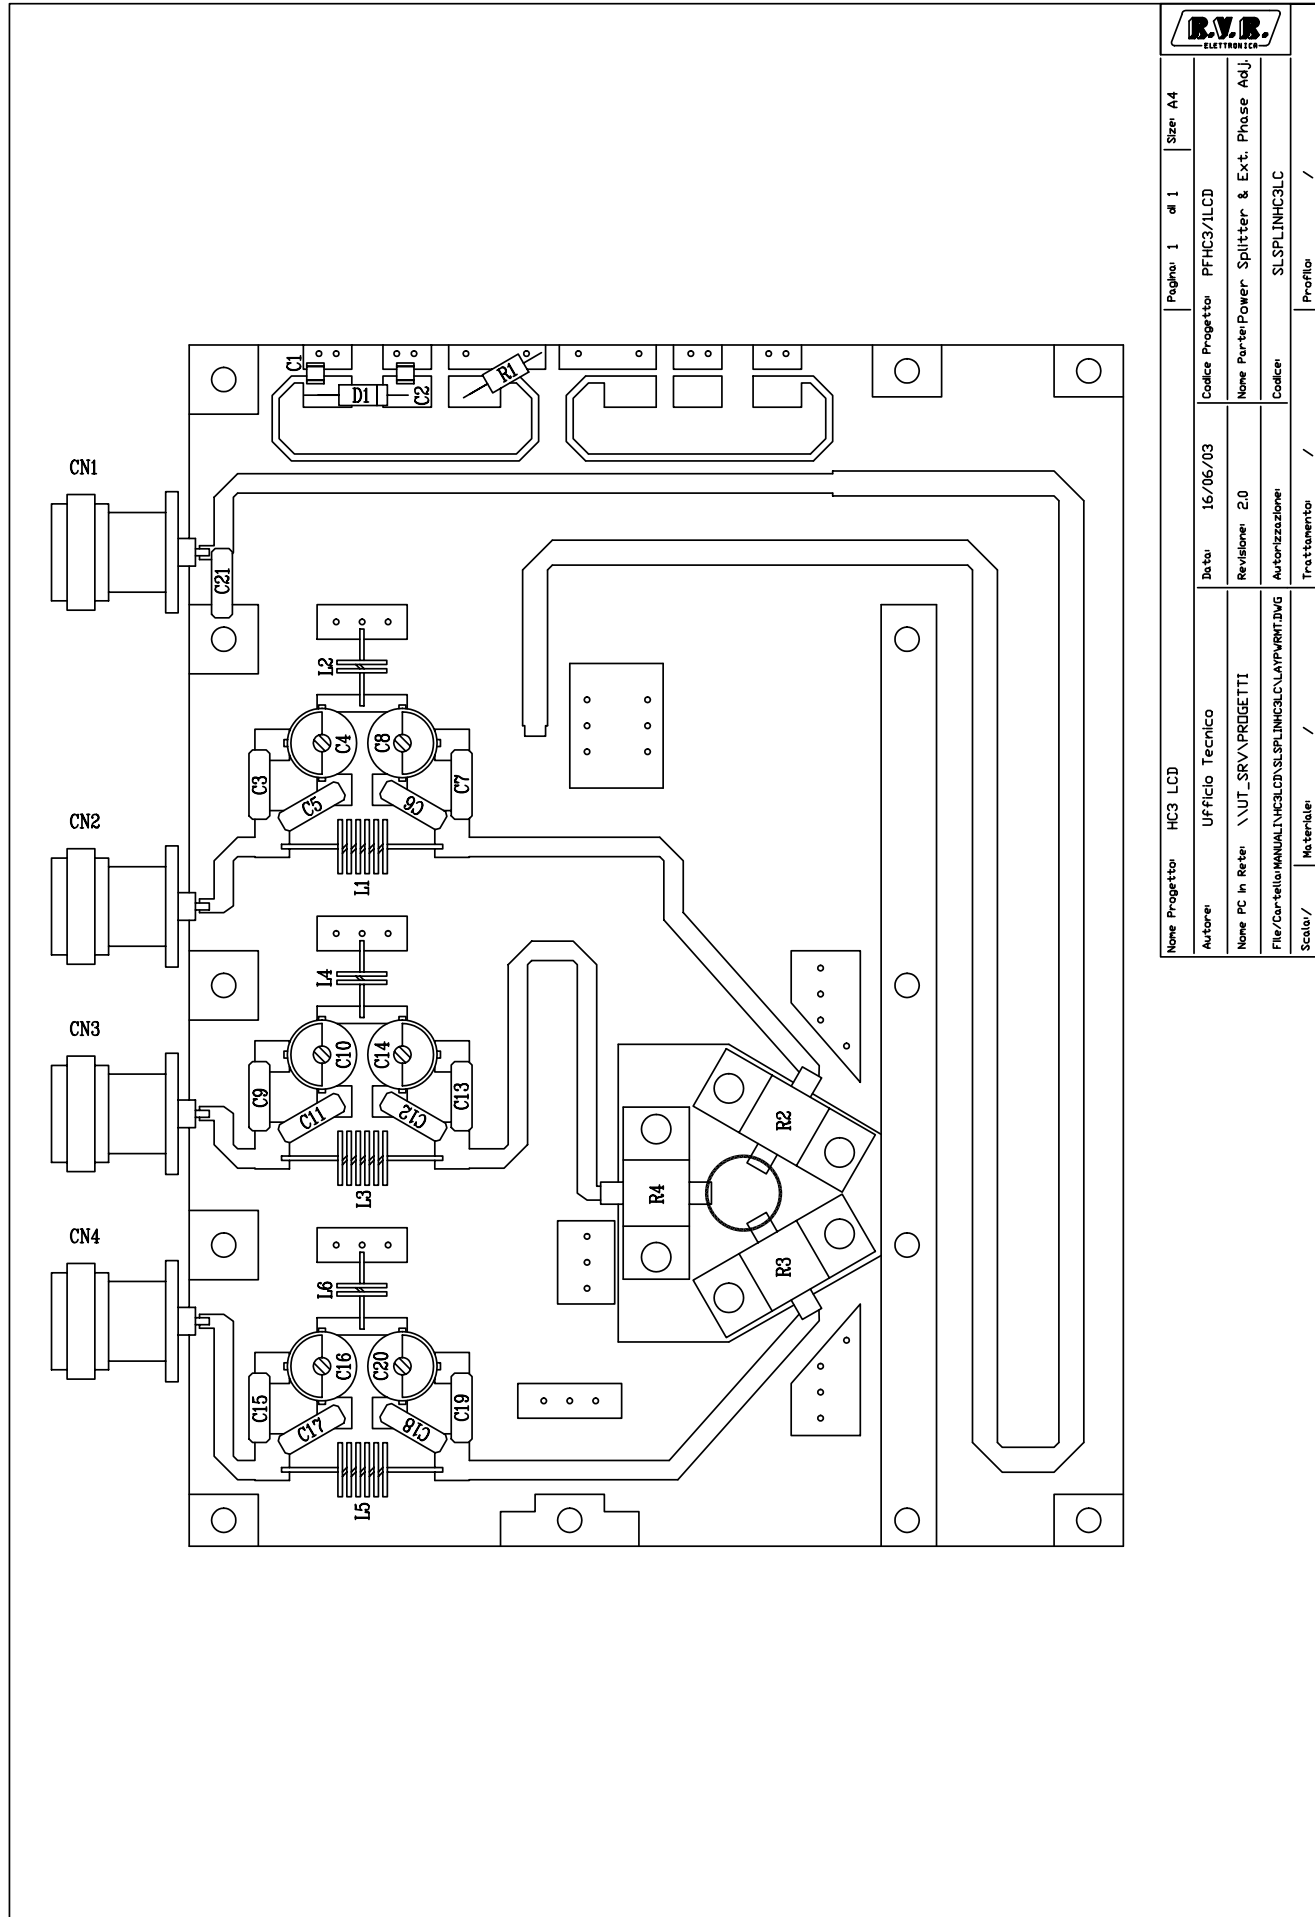 R.V.R.
ELETTRONICA
Nome Progetto: HC3 LCD
Pagina: 1 di 1
Size: A4
Autore: Ufficio Tecnico
Data: 16/06/03
Codice Progetto: PFHC3/1LCD
Nome PC in Rete: \\UT_SRV\PROGETTI
Revisione: 2.0
Nome Parte: Power Splitter & Ext. Phase Adj.
File/Cartella: MANUALI\HC3LCD\SLSPLINHC3LC\LAYPWRMT.DWG
Autorizzazione:
Codice: SLSPLINHC3LC
Scala: /
Materiale: /
Trattamento: /
Profilo: /
CN1
C21
C1
D1
C2
R1
L2
C4
C8
C3
C5
C6
C7
L1
CN2
L4
C10
C14
C9
C11
C12
C13
L3
CN3
R2
R4
R3
CN4
L6
C16
C20
C15
C17
C18
C19
L5